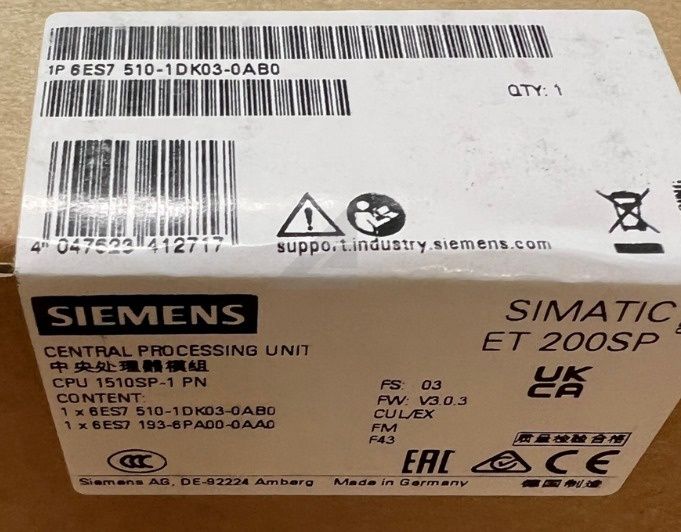 1P 6ES7 510-1DK03-0AB0
QTY: 1
4 047623 412717
support.industry.siemens.com
SIEMENS
SIMATIC
ET 200SP
CENTRAL PROCESSING UNIT
中央处理器模组
CPU 1510SP-1 PN
CONTENT:
1 x 6ES7 510-1DK03-0AB0
1 x 6ES7 193-6PA00-0AA0
FS: 03
FW: V3.0.3
CUL/EX
FM
F43
UK
CA
质量检验合格
CCC
EAC
CE
Siemens AG, DE-92224 Amberg
Made in Germany
德国制造